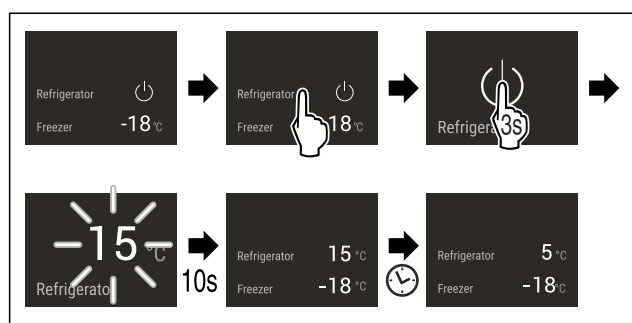 Refrigerator
Freezer -18 °C
Refrigerator
Freezer 18 °C
Refrigera 3s
15 °C
Refrigerato
10s
Refrigerator 15 °C
Freezer -18 °C
Refrigerator 5 °C
Freezer -18°C